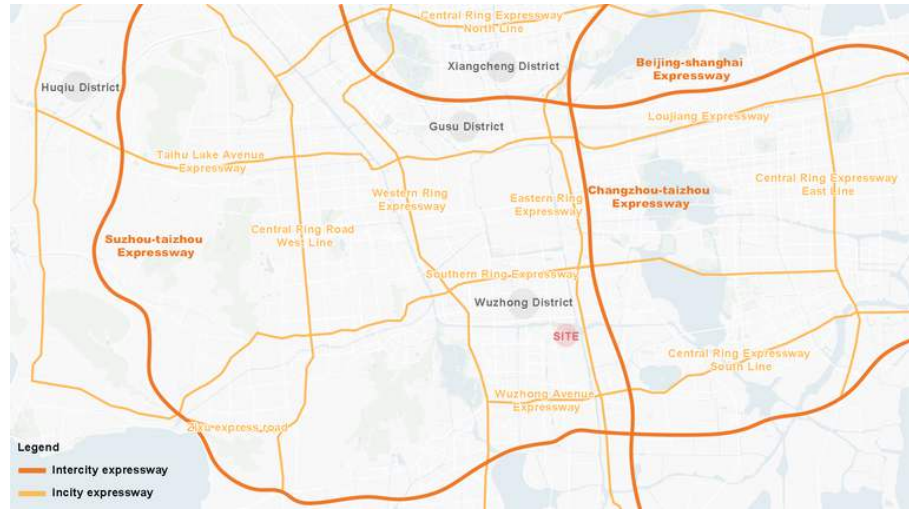 Central Ring Expressway
North Line
Xiangcheng District
Beijing-shanghai
Expressway
Huqiu District
Loujiang Expressway
Gusu District
Taihu Lake Avenue
Expressway
Western Ring
Expressway
Eastern Ring
Expressway
Changzhou-taizhou
Expressway
Central Ring Expressway
East Line
Central Ring Road
West Line
Suzhou-taizhou
Expressway
Southern Ring Expressway
Wuzhong District
SITE
Central Ring Expressway
South Line
Wuzhong Avenue
Expressway
Zixu express road
Legend
Intercity expressway
Incity expressway